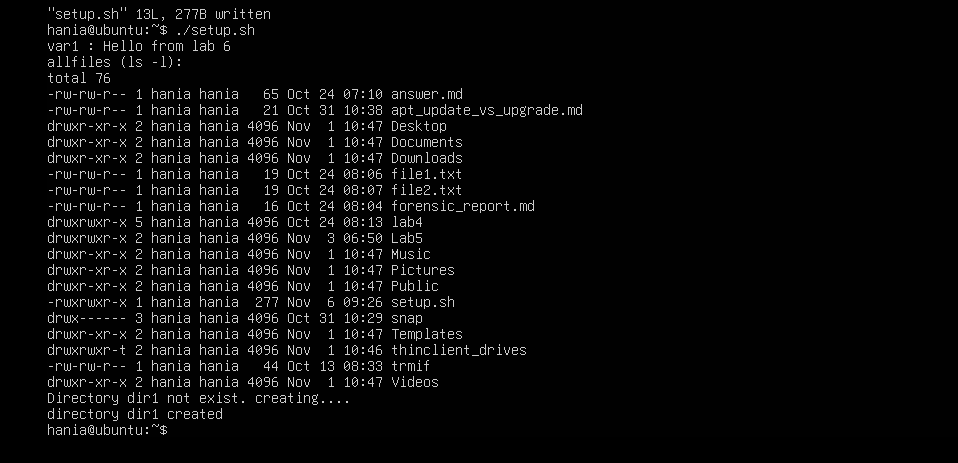 "setup.sh" 13L, 277B written
hania@ubuntu:~$ ./setup.sh
var1 : Hello from lab 6
allfiles (ls -l):
total 76
-rw-rw-r-- 1 hania hania   65 Oct 24 07:10 answer.md
-rw-rw-r-- 1 hania hania   21 Oct 31 10:38 apt_update_vs_upgrade.md
drwxr-xr-x 2 hania hania 4096 Nov  1 10:47 Desktop
drwxr-xr-x 2 hania hania 4096 Nov  1 10:47 Documents
drwxr-xr-x 2 hania hania 4096 Nov  1 10:47 Downloads
-rw-rw-r-- 1 hania hania   19 Oct 24 08:06 file1.txt
-rw-rw-r-- 1 hania hania   19 Oct 24 08:07 file2.txt
-rw-rw-r-- 1 hania hania   16 Oct 24 08:04 forensic_report.md
drwxrwxr-x 5 hania hania 4096 Oct 24 08:13 lab4
drwxrwxr-x 2 hania hania 4096 Nov  3 06:50 Lab5
drwxr-xr-x 2 hania hania 4096 Nov  1 10:47 Music
drwxr-xr-x 2 hania hania 4096 Nov  1 10:47 Pictures
drwxr-xr-x 2 hania hania 4096 Nov  1 10:47 Public
-rwxrwxr-x 1 hania hania  277 Nov  6 09:26 setup.sh
drwx------ 3 hania hania 4096 Oct 31 10:29 snap
drwxr-xr-x 2 hania hania 4096 Nov  1 10:47 Templates
drwxrwxr-t 2 hania hania 4096 Nov  1 10:46 thinclient_drives
-rw-rw-r-- 1 hania hania   44 Oct 13 08:33 trmif
drwxr-xr-x 2 hania hania 4096 Nov  1 10:47 Videos
Directory dir1 not exist. creating....
directory dir1 created
hania@ubuntu:~$